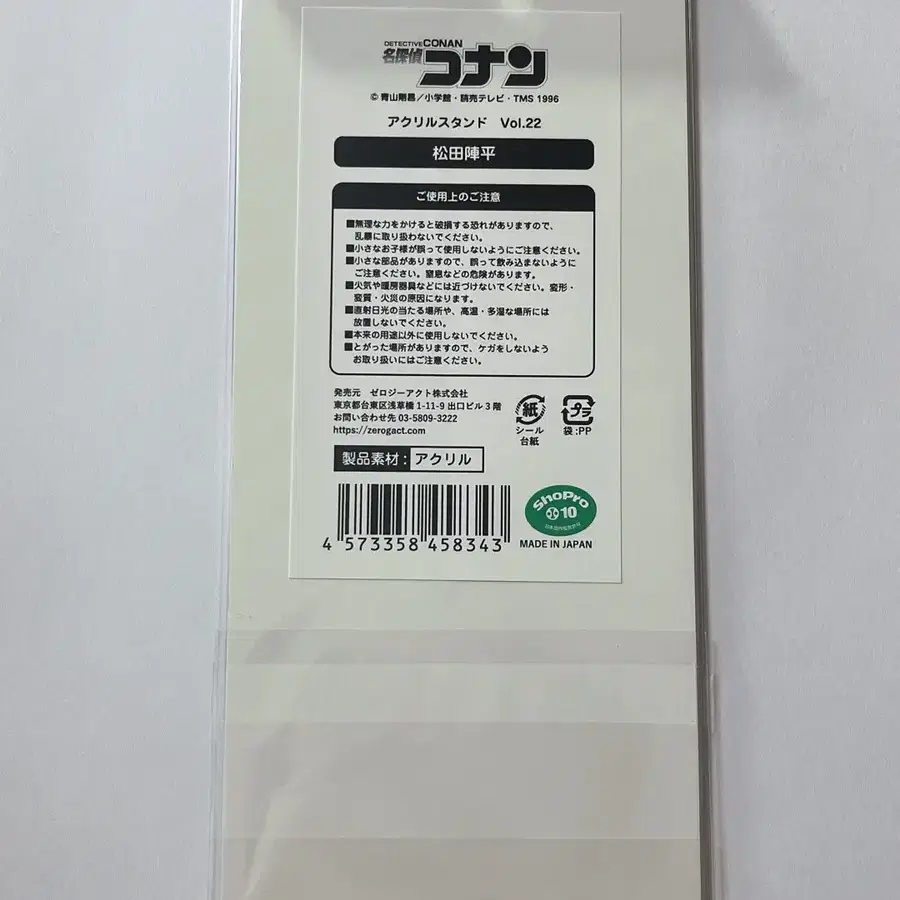 DETECTIVE CONAN
名探偵コナン
© 青山剛昌／小学館・読売テレビ・TMS 1996
アクリルスタンド Vol.22
松田陣平
ご使用上のご注意
■無理な力をかけると破損する恐れがありますので、
乱暴に取り扱わないでください。
■小さなお子様が誤って使用しないようにご注意ください。
■小さな部品がありますので、誤って飲み込まないように
ご注意ください。窒息などの危険があります。
■火気や暖房器具などには近づけないでください。変形・
変質・火災の原因になります。
■直射日光の当たる場所や、高温・多湿な場所には
放置しないでください。
■本来の用途以外に使用しないでください。
■とがった場所がありますので、ケガをしないよう
お取り扱いにはご注意ください。
発売元 ゼロジーアクト株式会社
東京都台東区浅草橋 1-11-9 出口ビル 3 階
お問い合わせ先 03-5809-3222
https://zerogact.com
紙
シール
台紙
プラ
袋:PP
製品素材：アクリル
4 573358 458343
ShoPro
10
MADE IN JAPAN